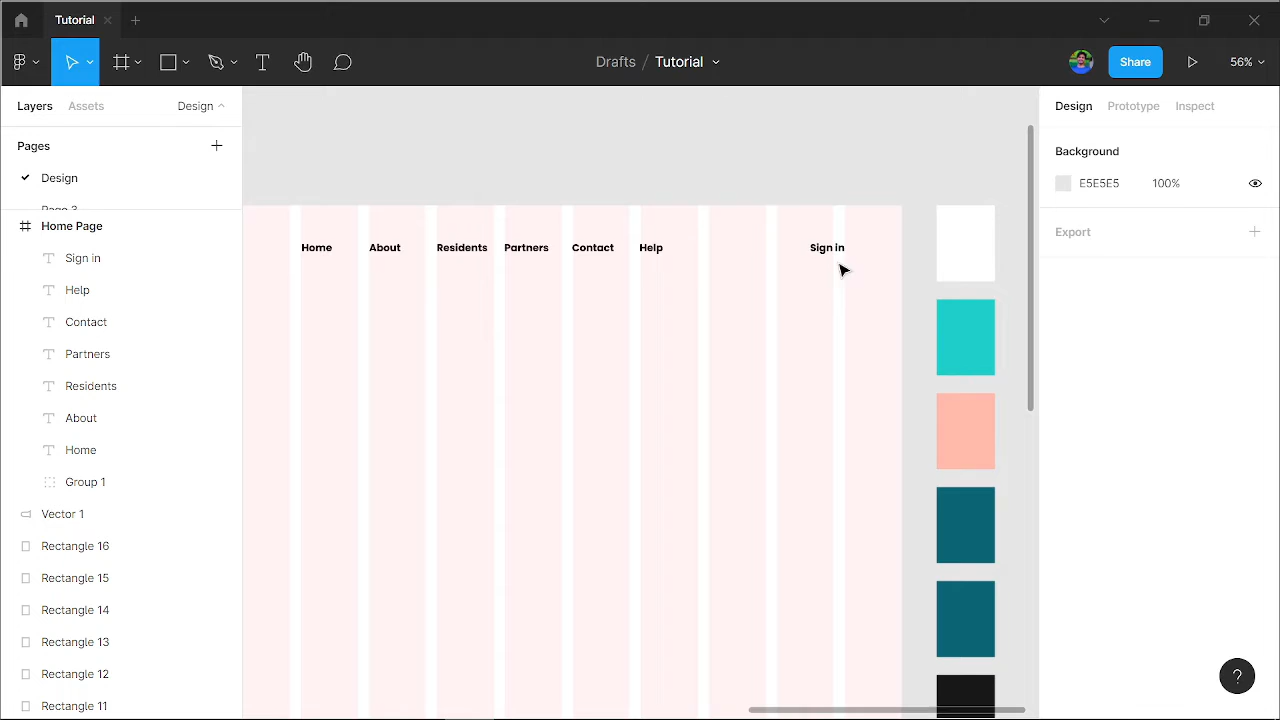 Tutorial
Drafts / Tutorial
Share
56%
Layers
Assets
Design
Pages
Design
Page 3
Home Page
Sign in
Help
Contact
Partners
Residents
About
Home
Group 1
Vector 1
Rectangle 16
Rectangle 15
Rectangle 14
Rectangle 13
Rectangle 12
Rectangle 11
Home
About
Residents
Partners
Contact
Help
Sign in
Design
Prototype
Inspect
Background
E5E5E5
100%
Export
?